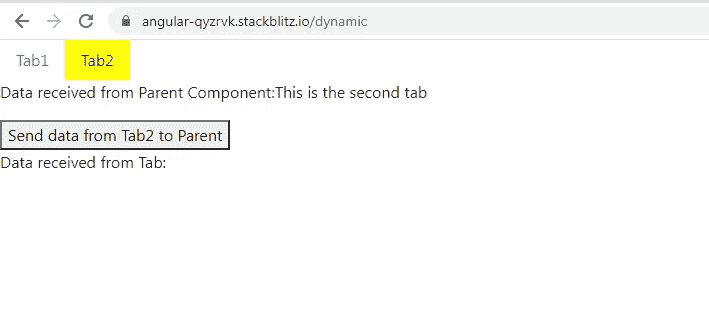 angular-qyzrvk.stackblitz.io/dynamic
Tab1 Tab2
Data received from Parent Component:This is the second tab
Send data from Tab2 to Parent
Data received from Tab: